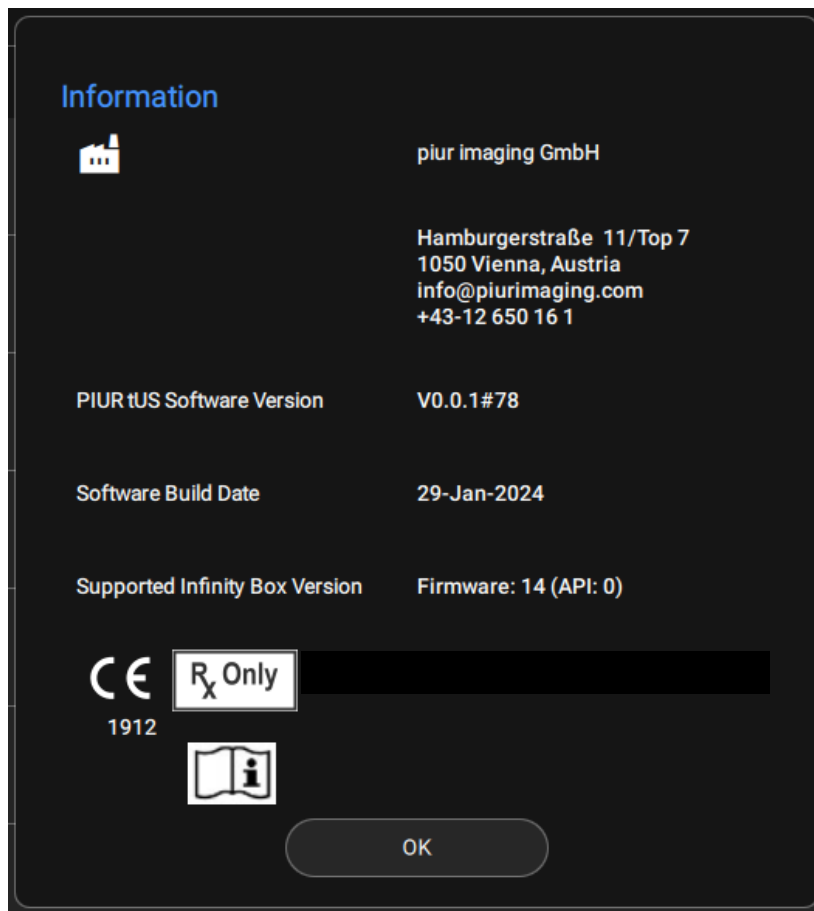 Information
piur imaging GmbH
Hamburgerstraße 11/Top 7
1050 Vienna, Austria
info@piurimaging.com
+43-12 650 16 1
PIUR tUS Software Version V0.0.1#78
Software Build Date 29-Jan-2024
Supported Infinity Box Version Firmware: 14 (API: 0)
CE Rx Only
1912
i
OK